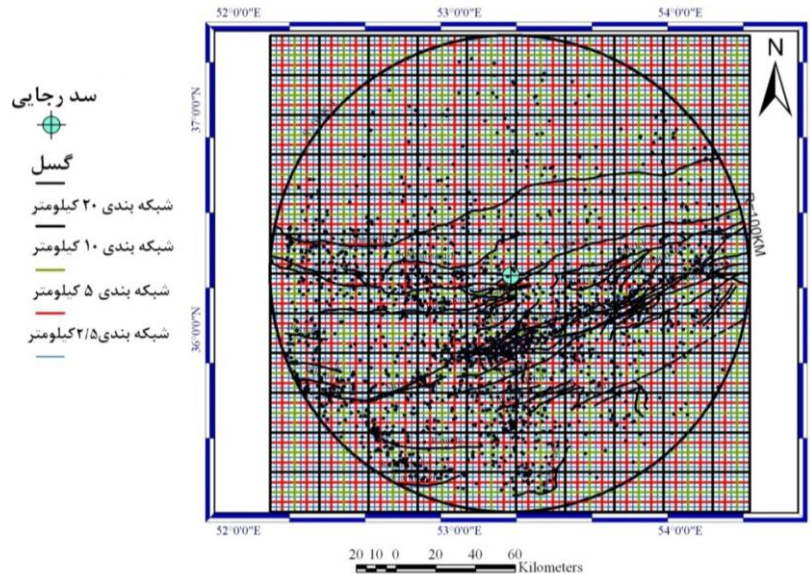 52°0'0"E 53°0'0"E 54°0'0"E
N
37°0'0"N
36°0'0"N
R=100KM
سد رجایی
گسل
شبکه بندی ۲۰ کیلومتر
شبکه بندی ۱۰ کیلومتر
شبکه بندی ۵ کیلومتر
شبکه بندی۲/۵کیلومتر
52°0'0"E 53°0'0"E 54°0'0"E
20 10 0 20 40 60
Kilometers